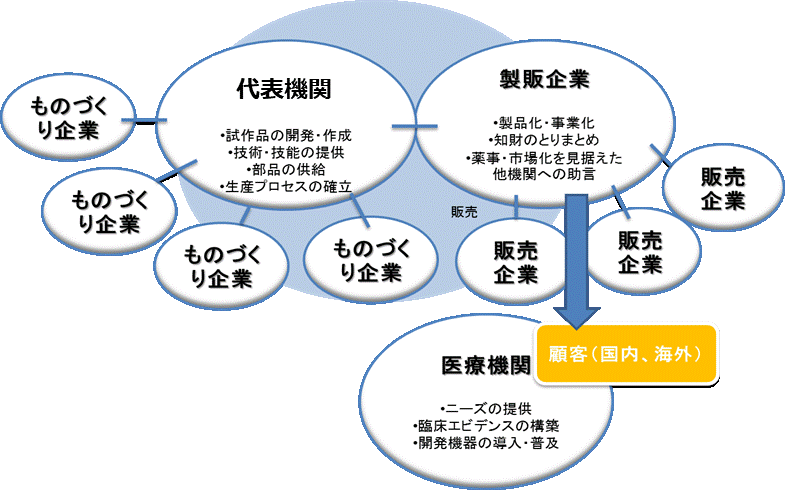 代表機関
•試作品の開発・作成
•技術・技能の提供
•部品の供給
•生産プロセスの確立
製販企業
•製品化・事業化
•知財のとりまとめ
•薬事・市場化を見据えた
他機関への助言
ものづく
り企業
ものづく
り企業
ものづく
り企業
ものづく
り企業
販売
販売
企業
販売
企業
販売
企業
顧客（国内、海外）
医療機関
•ニーズの提供
•臨床エビデンスの構築
•開発機器の導入・普及